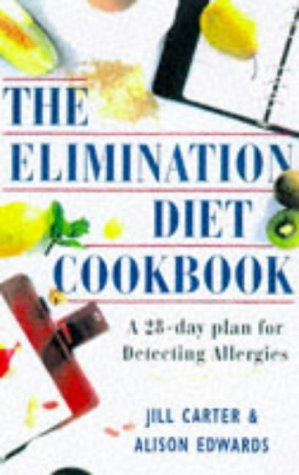 THE
ELIMINATION
DIET
COOKBOOK
A 28-day plan for
Detecting Allergies
JILL CARTER &
ALISON EDWARDS